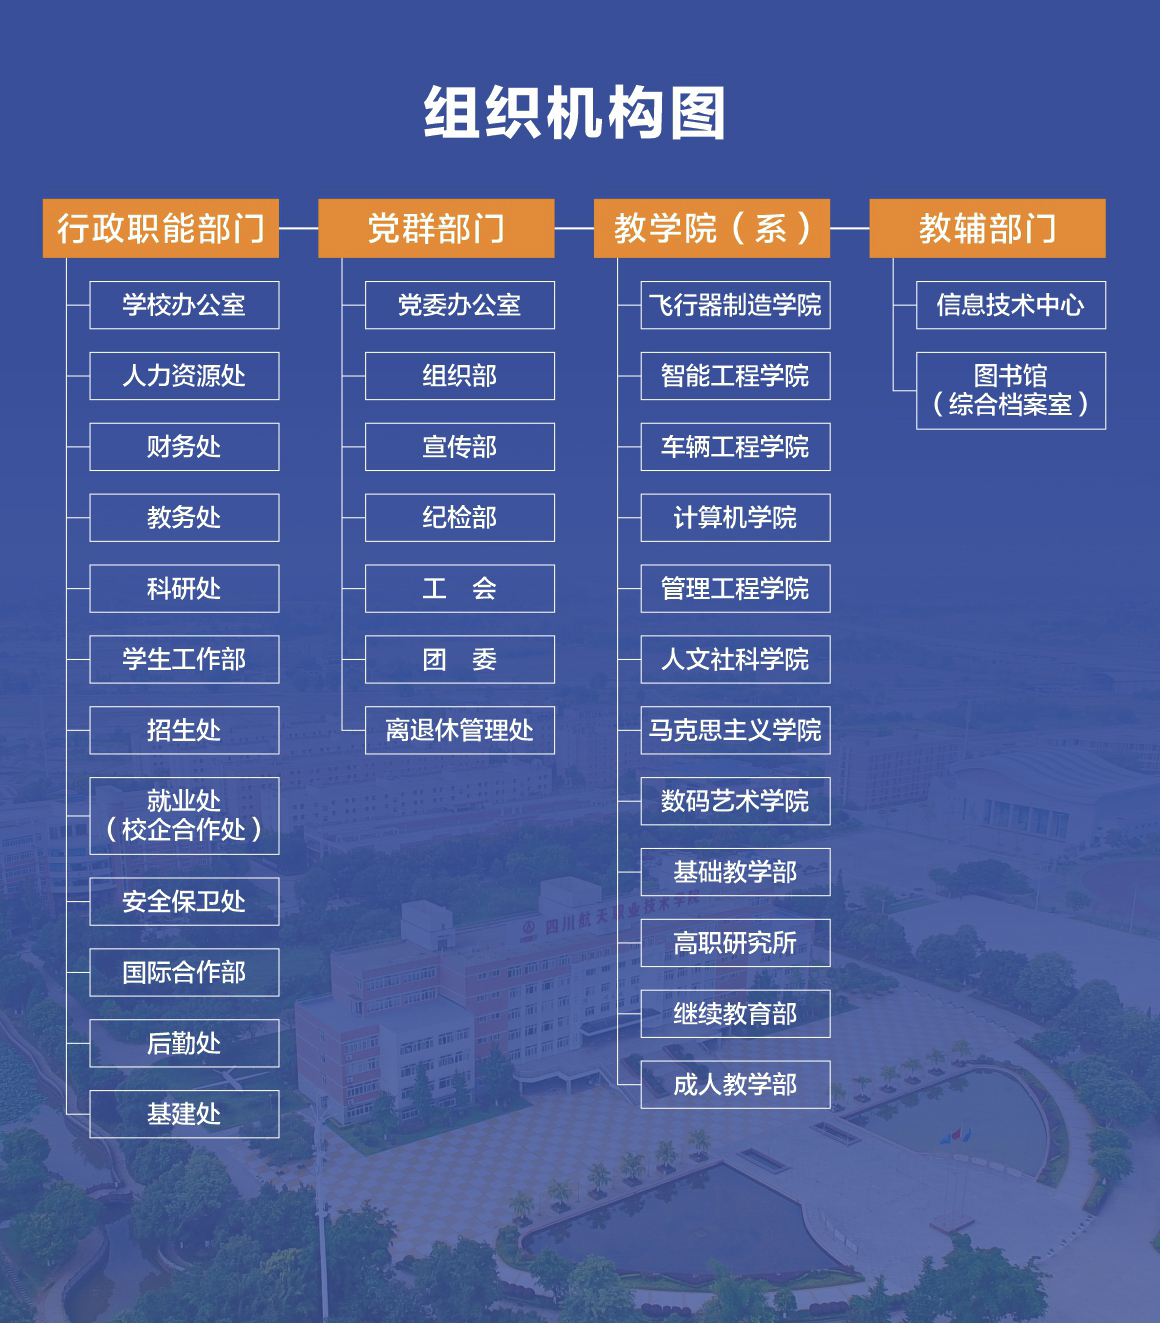 组织机构图
行政职能部门
学校办公室
人力资源处
财务处
教务处
科研处
学生工作部
招生处
就业处
（校企合作处）
安全保卫处
国际合作部
后勤处
基建处
党群部门
党委办公室
组织部
宣传部
纪检部
工 会
团 委
离退休管理处
教学院（系）
飞行器制造学院
智能工程学院
车辆工程学院
计算机学院
管理工程学院
人文社科学院
马克思主义学院
数码艺术学院
基础教学部
高职研究所
继续教育部
成人教学部
教辅部门
信息技术中心
图书馆
（综合档案室）
四川航天职业技术学院